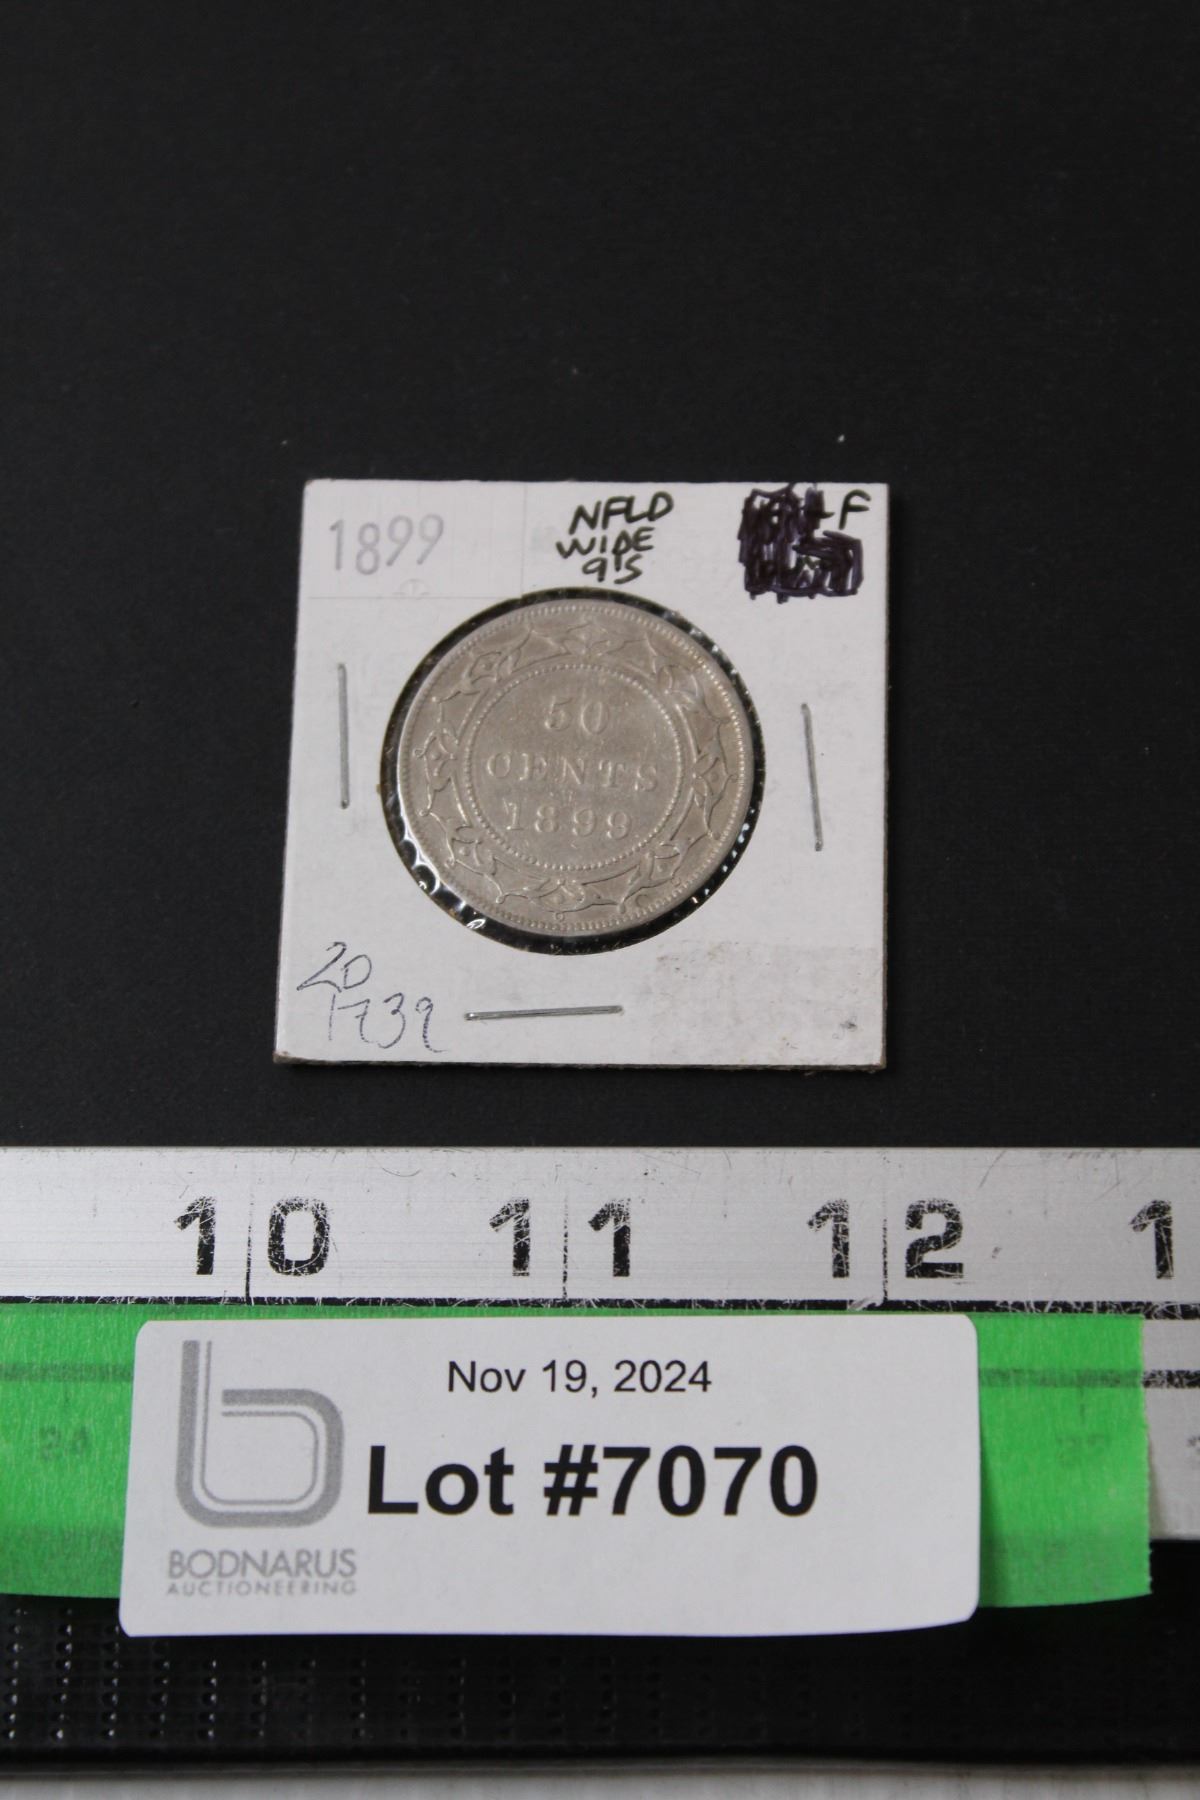 1899
NFLD
WIDE
9'S
F
50
CENTS
1899
20
1739
10 11 12 1
Nov 19, 2024
Lot #7070
BODNARUS
AUCTIONEERING